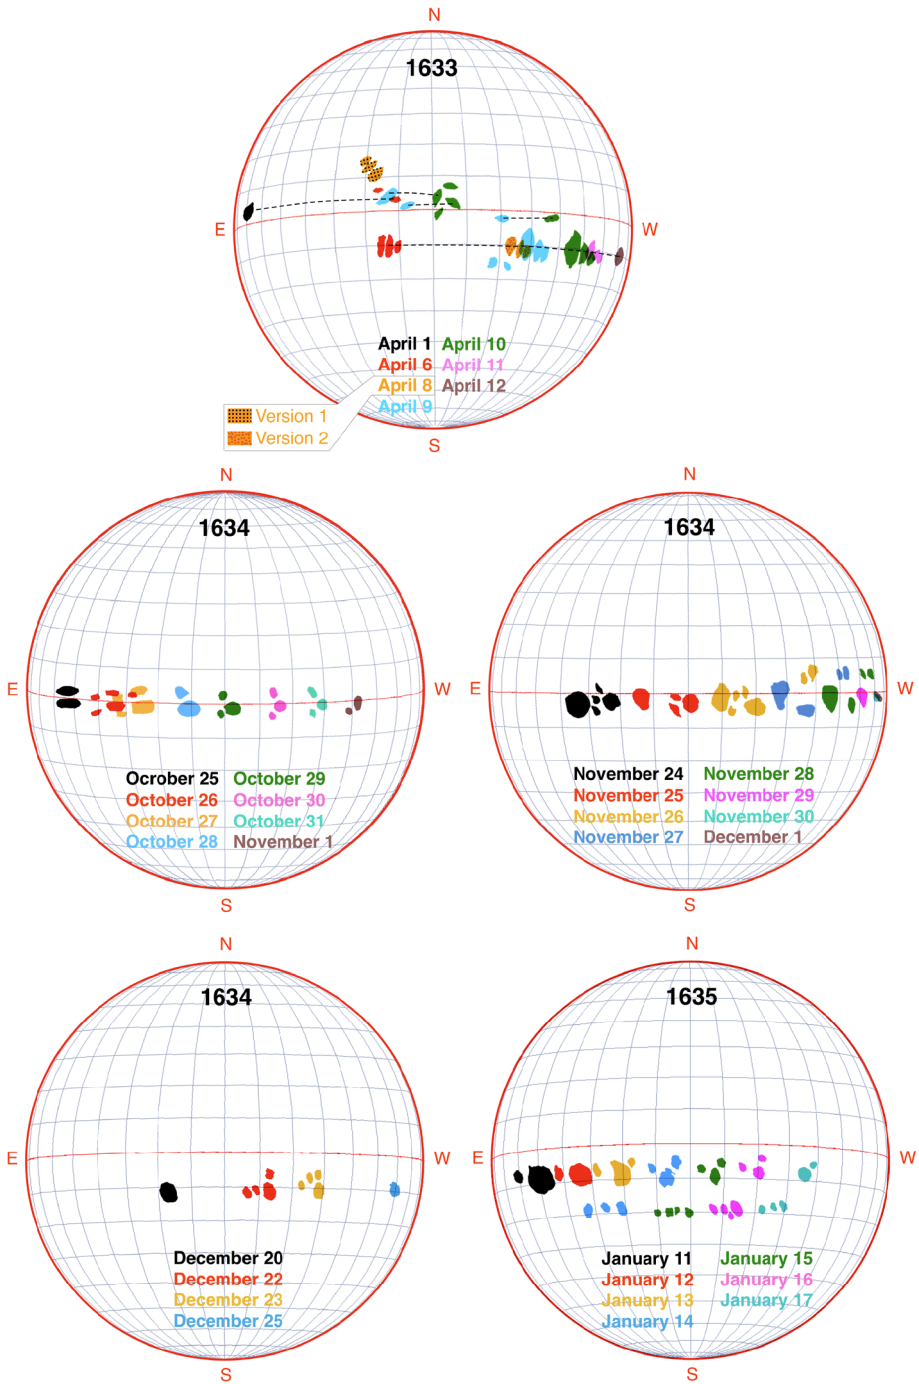 N
1633
E
W
April 1 April 10
April 6 April 11
April 8 April 12
April 9
Version 1
Version 2
S
N
1634
E
W
Ocrober 25 October 29
October 26 October 30
October 27 October 31
October 28 November 1
S
N
1634
E
W
November 24 November 28
November 25 November 29
November 26 November 30
November 27 December 1
S
N
1634
E
W
December 20
December 22
December 23
December 25
S
N
1635
E
W
January 11 January 15
January 12 January 16
January 13 January 17
January 14
S